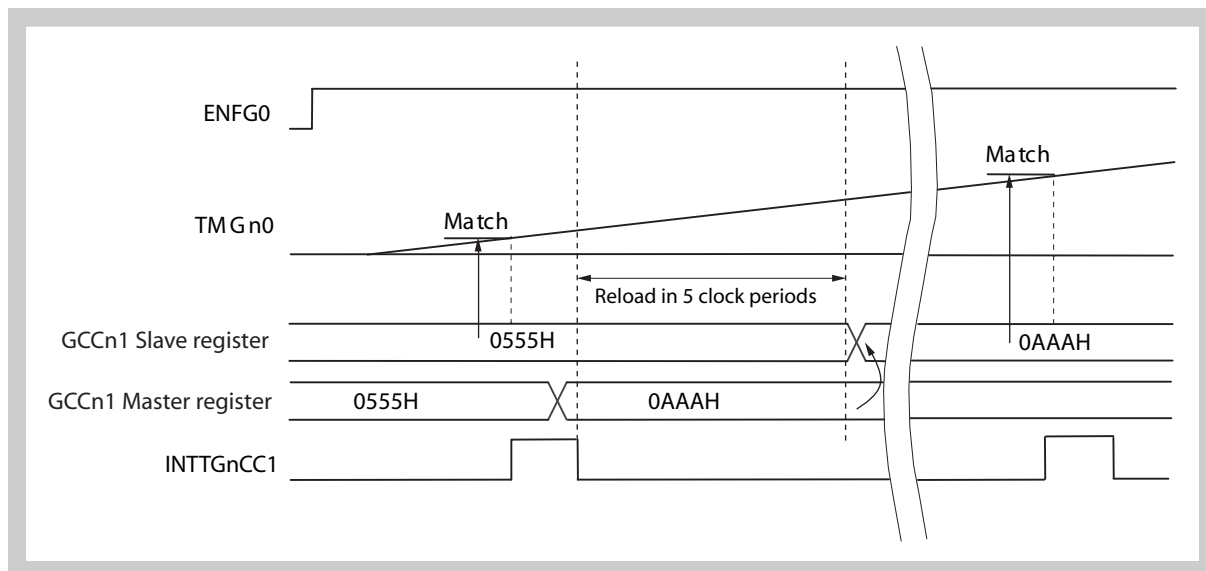 ENFG0
Match
TMGn0
Match
Reload in 5 clock periods
GCCn1 Slave register
0555H
0AAAH
GCCn1 Master register
0555H
0AAAH
INTTGnCC1